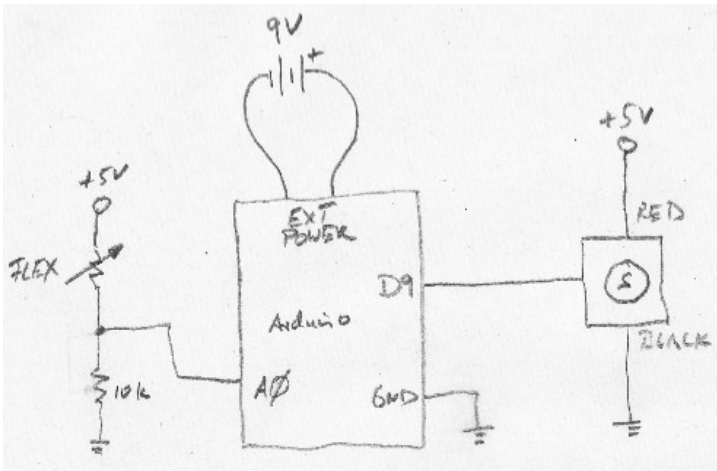 9V
+
+5V
+5V
RED
EXT
POWER
FLEX
D9
S
Arduino
BLACK
10k
AØ
GND